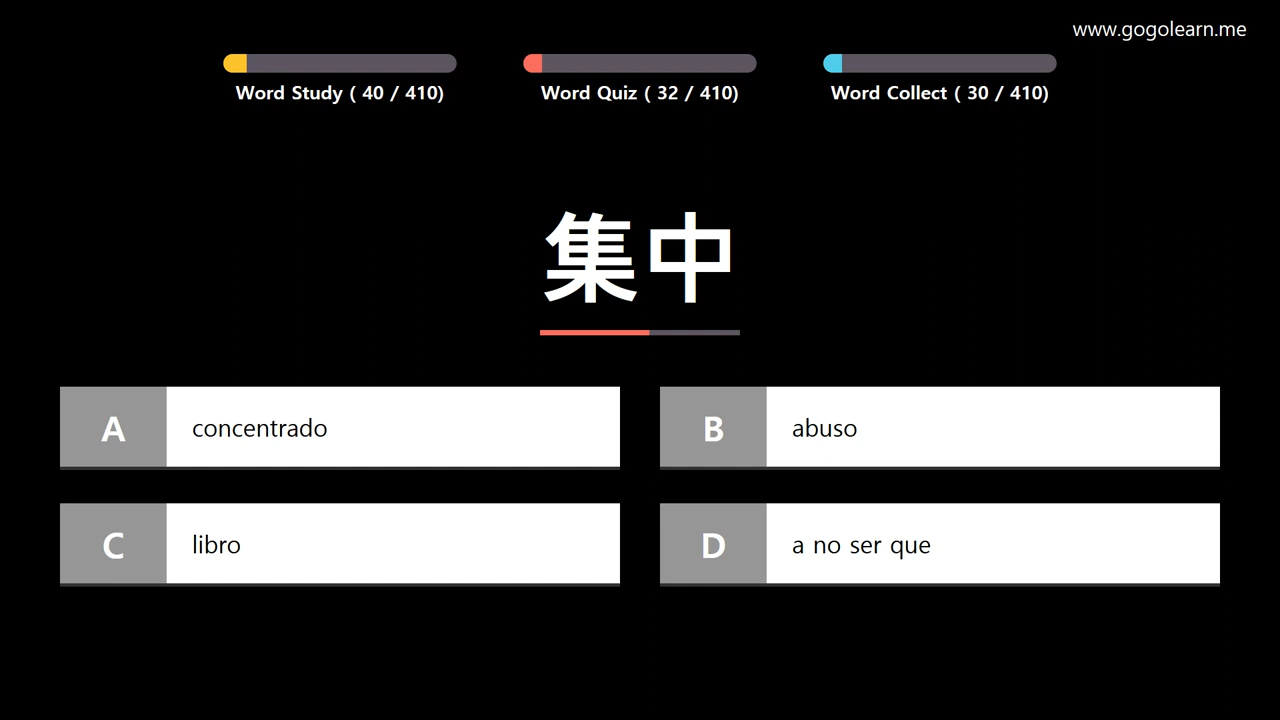 www.gogolearn.me
Word Study ( 40 / 410)
Word Quiz ( 32 / 410)
Word Collect ( 30 / 410)
集中
A concentrado
B abuso
C libro
D a no ser que